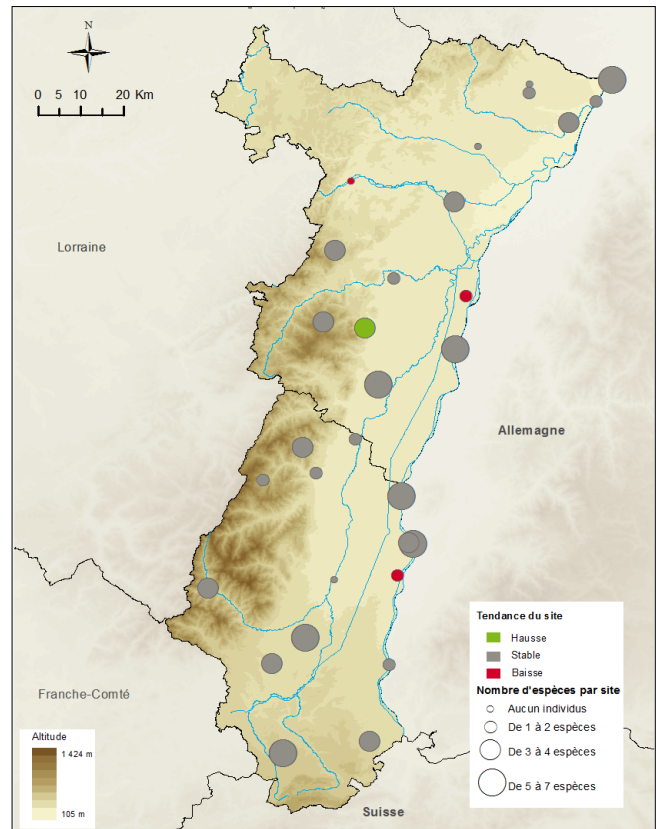 N
0 5 10 20 Km
Lorraine
Allemagne
Franche-Comté
Suisse
Tendance du site
Hausse
Stable
Baisse
Nombre d'espèces par site
Aucun individus
De 1 à 2 espèces
De 3 à 4 espèces
De 5 à 7 espèces
Altitude
1 424 m
105 m